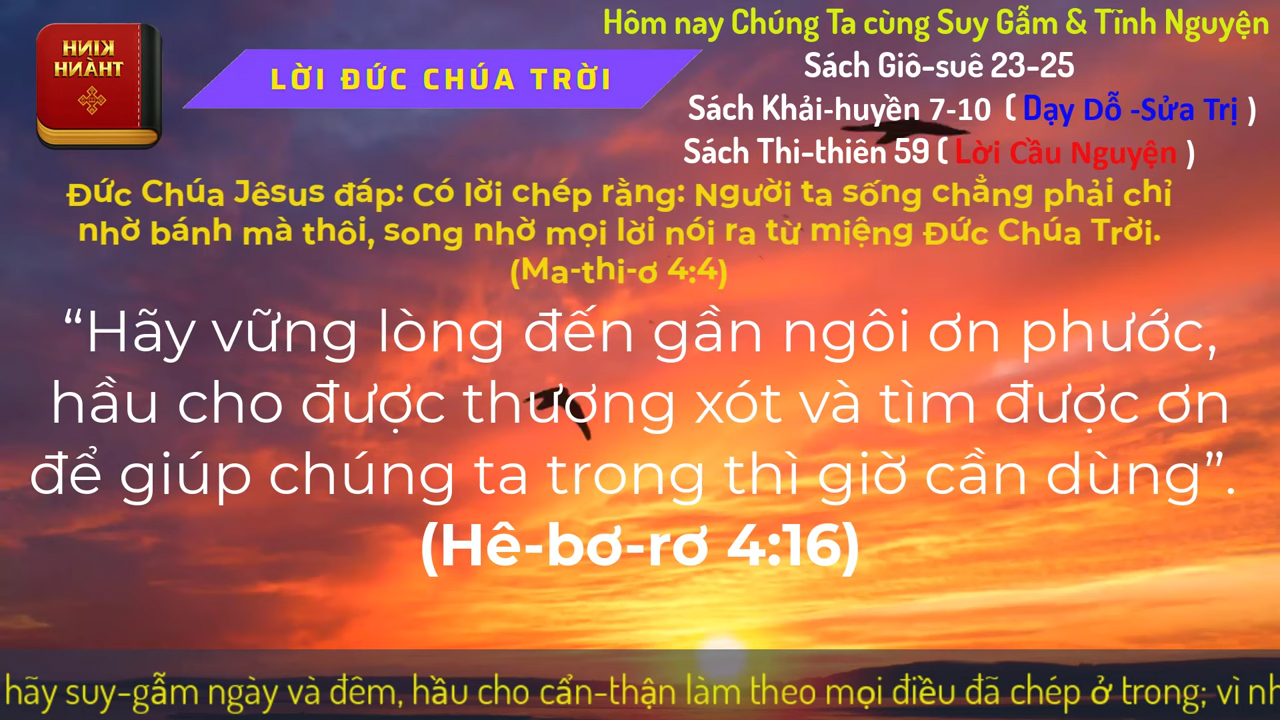 KINH
THÀNH
LỜI ĐỨC CHÚA TRỜI
Hôm nay Chúng Ta cùng Suy Gẫm & Tĩnh Nguyện
Sách Giô-suê 23-25
Sách Khải-huyền 7-10 ( Dạy Dỗ -Sửa Trị )
Sách Thi-thiên 59 ( Lời Cầu Nguyện )
Đức Chúa Jêsus đáp: Có lời chép rằng: Người ta sống chẳng phải chỉ
nhờ bánh mà thôi, song nhờ mọi lời nói ra từ miệng Đức Chúa Trời.
(Ma-thi-ơ 4:4)
“Hãy vững lòng đến gần ngôi ơn phước,
hầu cho được thương xót và tìm được ơn
để giúp chúng ta trong thì giờ cần dùng”.
(Hê-bơ-rơ 4:16)
hãy suy-gẫm ngày và đêm, hầu cho cẩn-thận làm theo mọi điều đã chép ở trong; vì nh